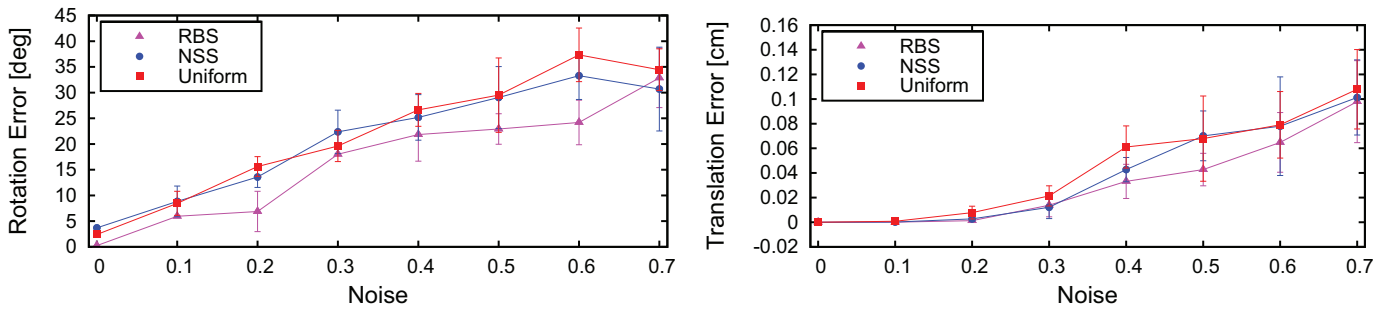 Rotation Error [deg]
45
40
35
30
25
20
15
10
5
0
RBS
NSS
Uniform
0 0.1 0.2 0.3 0.4 0.5 0.6 0.7
Noise
Translation Error [cm]
0.16
0.14
0.12
0.1
0.08
0.06
0.04
0.02
0
-0.02
RBS
NSS
Uniform
0 0.1 0.2 0.3 0.4 0.5 0.6 0.7
Noise